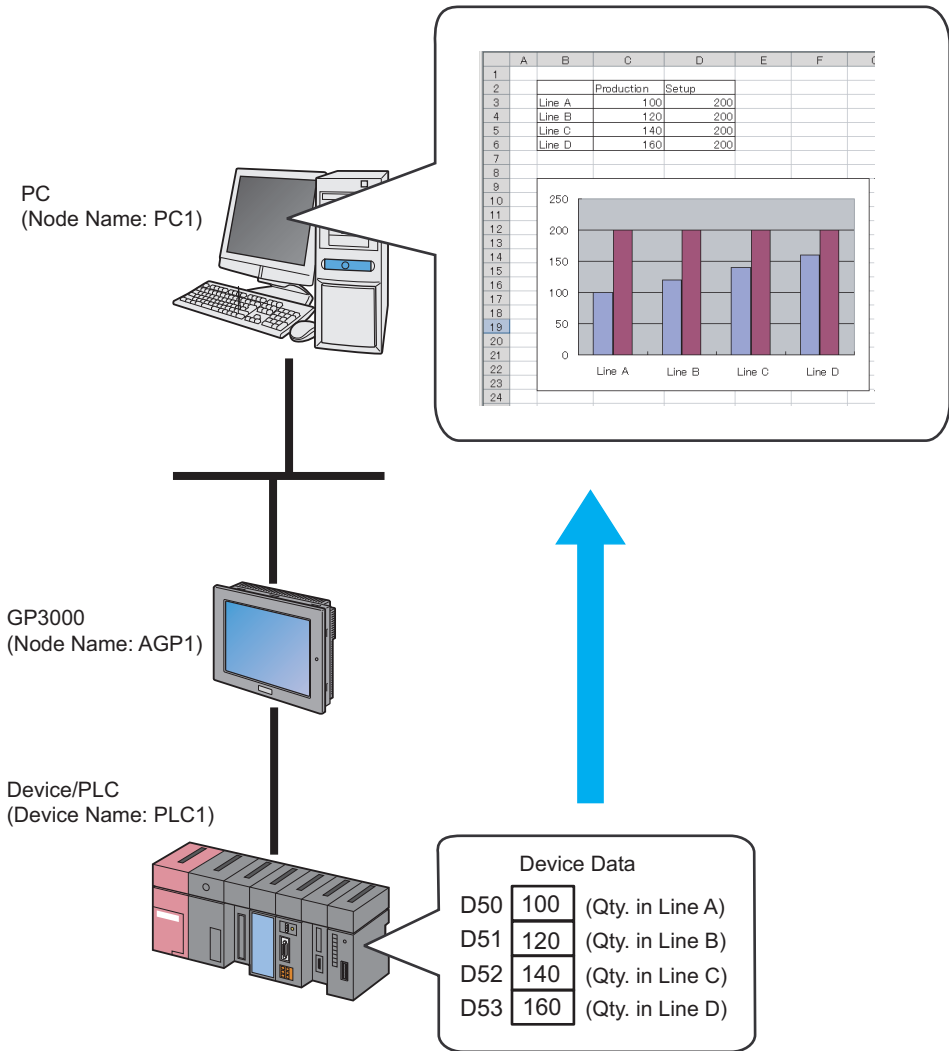 A B C D E F
1
2 Production Setup
3 Line A 100 200
4 Line B 120 200
5 Line C 140 200
6 Line D 160 200
7
8
9
10
11
12
13
14
15
16
17
18
19
20
21
22
23
24
250
200
150
100
50
0
Line A Line B Line C Line D
PC
(Node Name: PC1)
GP3000
(Node Name: AGP1)
Device/PLC
(Device Name: PLC1)
Device Data
D50 100 (Qty. in Line A)
D51 120 (Qty. in Line B)
D52 140 (Qty. in Line C)
D53 160 (Qty. in Line D)